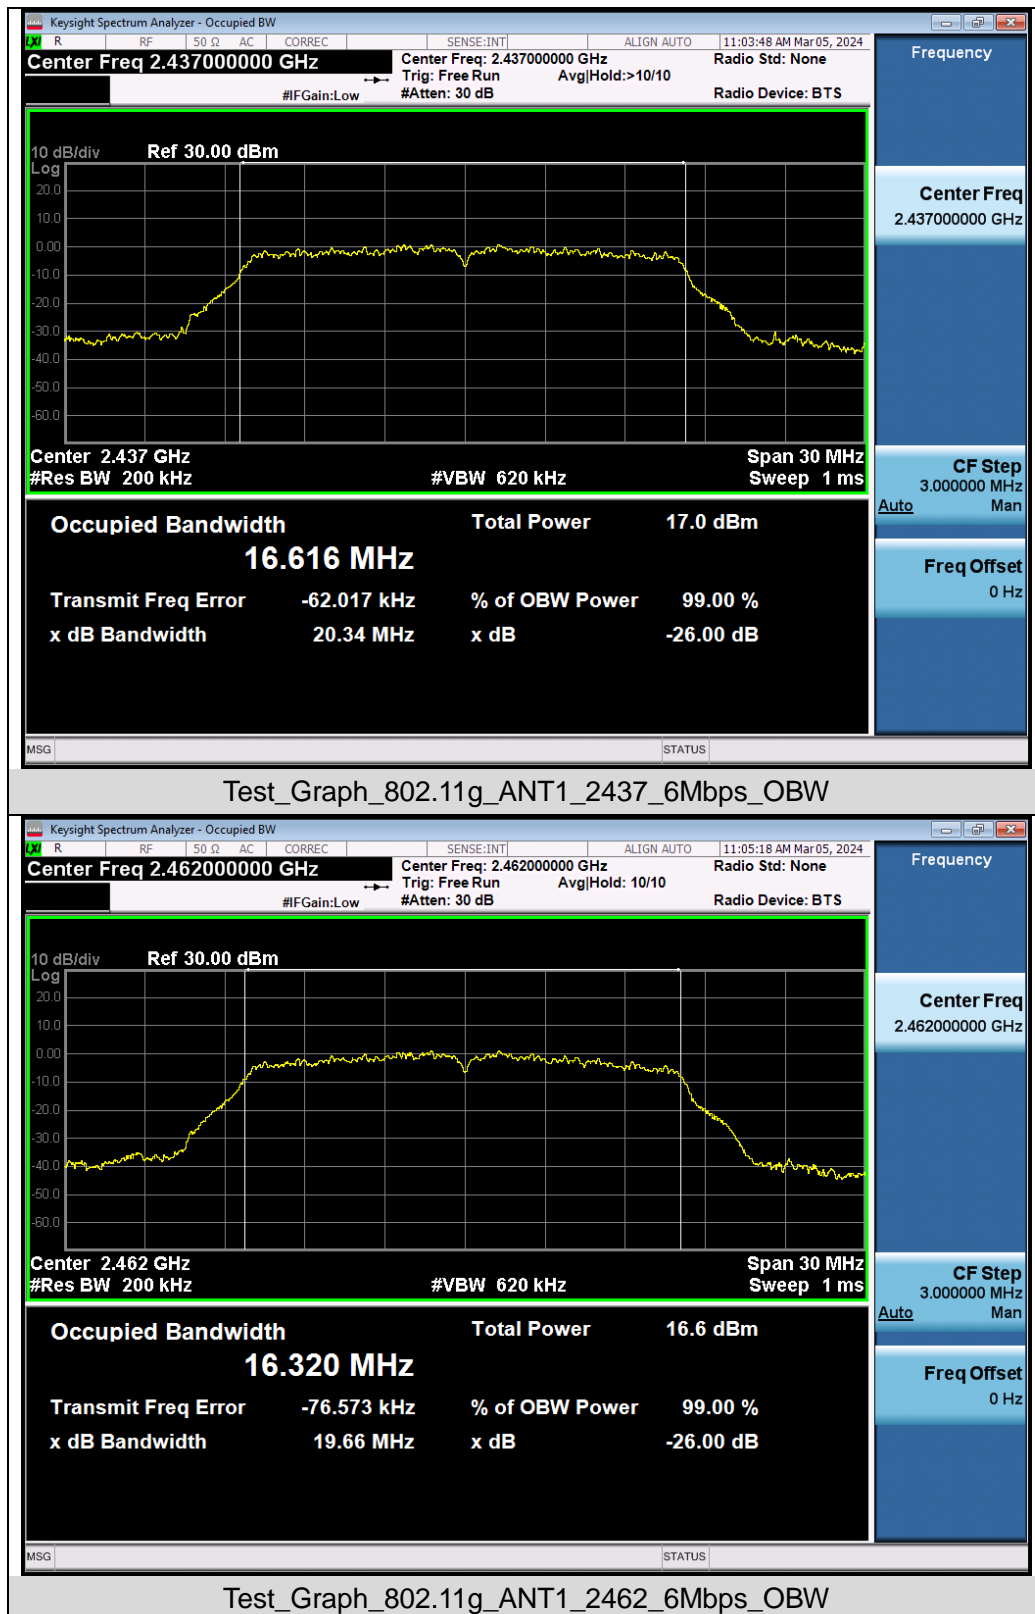 Keysight Spectrum Analyzer - Occupied BW
LXI R RF 50 Ω AC CORREC SENSE:INT ALIGN AUTO 11:03:48 AM Mar 05, 2024
Center Freq 2.437000000 GHz Center Freq: 2.437000000 GHz Radio Std: None
Trig: Free Run Avg|Hold:>10/10
#IFGain:Low #Atten: 30 dB Radio Device: BTS
Frequency
10 dB/div Ref 30.00 dBm
Log
20.0
10.0
0.00
-10.0
-20.0
-30.0
-40.0
-50.0
-60.0
Center 2.437 GHz Span 30 MHz
#Res BW 200 kHz #VBW 620 kHz Sweep 1 ms
Center Freq
2.437000000 GHz
CF Step
3.000000 MHz
Auto Man
Freq Offset
0 Hz
Occupied Bandwidth Total Power 17.0 dBm
16.616 MHz
Transmit Freq Error -62.017 kHz % of OBW Power 99.00 %
x dB Bandwidth 20.34 MHz x dB -26.00 dB
MSG STATUS
Test_Graph_802.11g_ANT1_2437_6Mbps_OBW
Keysight Spectrum Analyzer - Occupied BW
LXI R RF 50 Ω AC CORREC SENSE:INT ALIGN AUTO 11:05:18 AM Mar 05, 2024
Center Freq 2.462000000 GHz Center Freq: 2.462000000 GHz Radio Std: None
Trig: Free Run Avg|Hold: 10/10
#IFGain:Low #Atten: 30 dB Radio Device: BTS
Frequency
10 dB/div Ref 30.00 dBm
Log
20.0
10.0
0.00
-10.0
-20.0
-30.0
-40.0
-50.0
-60.0
Center 2.462 GHz Span 30 MHz
#Res BW 200 kHz #VBW 620 kHz Sweep 1 ms
Center Freq
2.462000000 GHz
CF Step
3.000000 MHz
Auto Man
Freq Offset
0 Hz
Occupied Bandwidth Total Power 16.6 dBm
16.320 MHz
Transmit Freq Error -76.573 kHz % of OBW Power 99.00 %
x dB Bandwidth 19.66 MHz x dB -26.00 dB
MSG STATUS
Test_Graph_802.11g_ANT1_2462_6Mbps_OBW